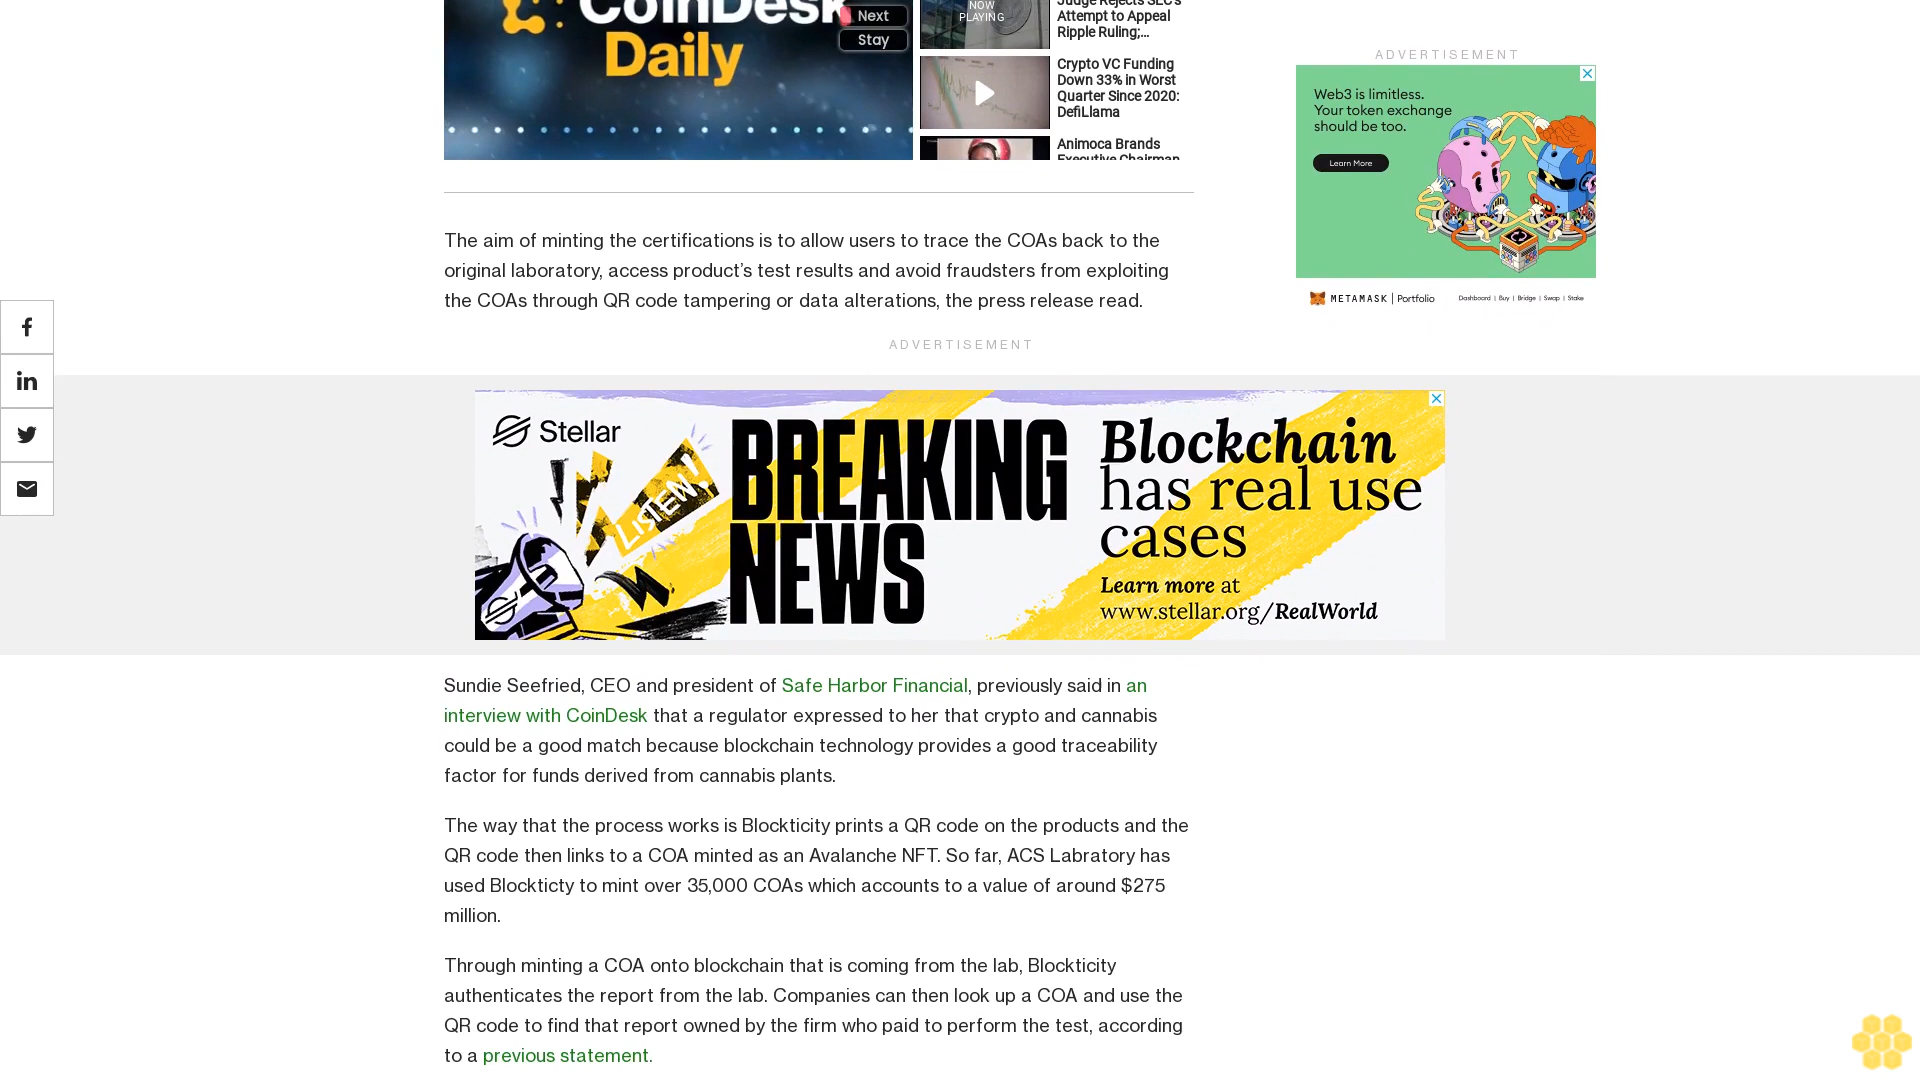 CoinDesk
Daily
Next
Stay
NOW
PLAYING
Judge Rejects SEC's
Attempt to Appeal
Ripple Ruling;...
Crypto VC Funding
Down 33% in Worst
Quarter Since 2020:
DefiLlama
Animoca Brands
Executive Chairman
ADVERTISEMENT
Web3 is limitless.
Your token exchange
should be too.
Learn More
METAMASK | Portfolio
Dashboard | Buy | Bridge | Swap | Stake
The aim of minting the certifications is to allow users to trace the COAs back to the
original laboratory, access product’s test results and avoid fraudsters from exploiting
the COAs through QR code tampering or data alterations, the press release read.
ADVERTISEMENT
Stellar
LISTEN!
BREAKING
NEWS
Blockchain
has real use
cases
Learn more at
www.stellar.org/RealWorld
Sundie Seefried, CEO and president of Safe Harbor Financial, previously said in an
interview with CoinDesk that a regulator expressed to her that crypto and cannabis
could be a good match because blockchain technology provides a good traceability
factor for funds derived from cannabis plants.
The way that the process works is Blockticity prints a QR code on the products and the
QR code then links to a COA minted as an Avalanche NFT. So far, ACS Labratory has
used Blockticty to mint over 35,000 COAs which accounts to a value of around $275
million.
Through minting a COA onto blockchain that is coming from the lab, Blockticity
authenticates the report from the lab. Companies can then look up a COA and use the
QR code to find that report owned by the firm who paid to perform the test, according
to a previous statement.